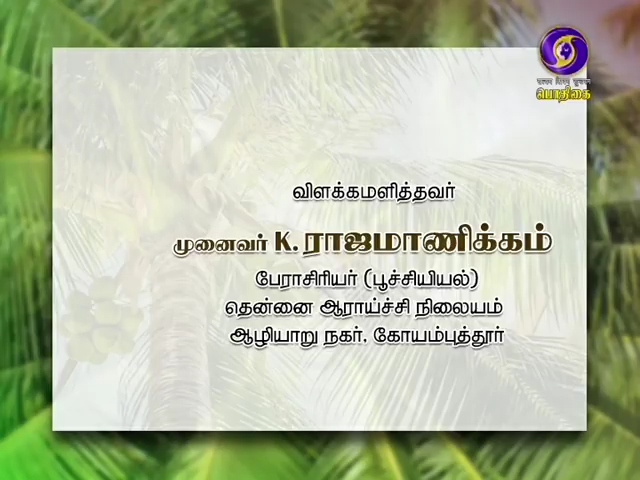 பொதிகை
விளக்கமளித்தவர்
முனைவர் K. ராஜமாணிக்கம்
பேராசிரியர் (பூச்சியியல்)
தென்னை ஆராய்ச்சி நிலையம்
ஆழியாறு நகர். கோயம்புத்தூர்